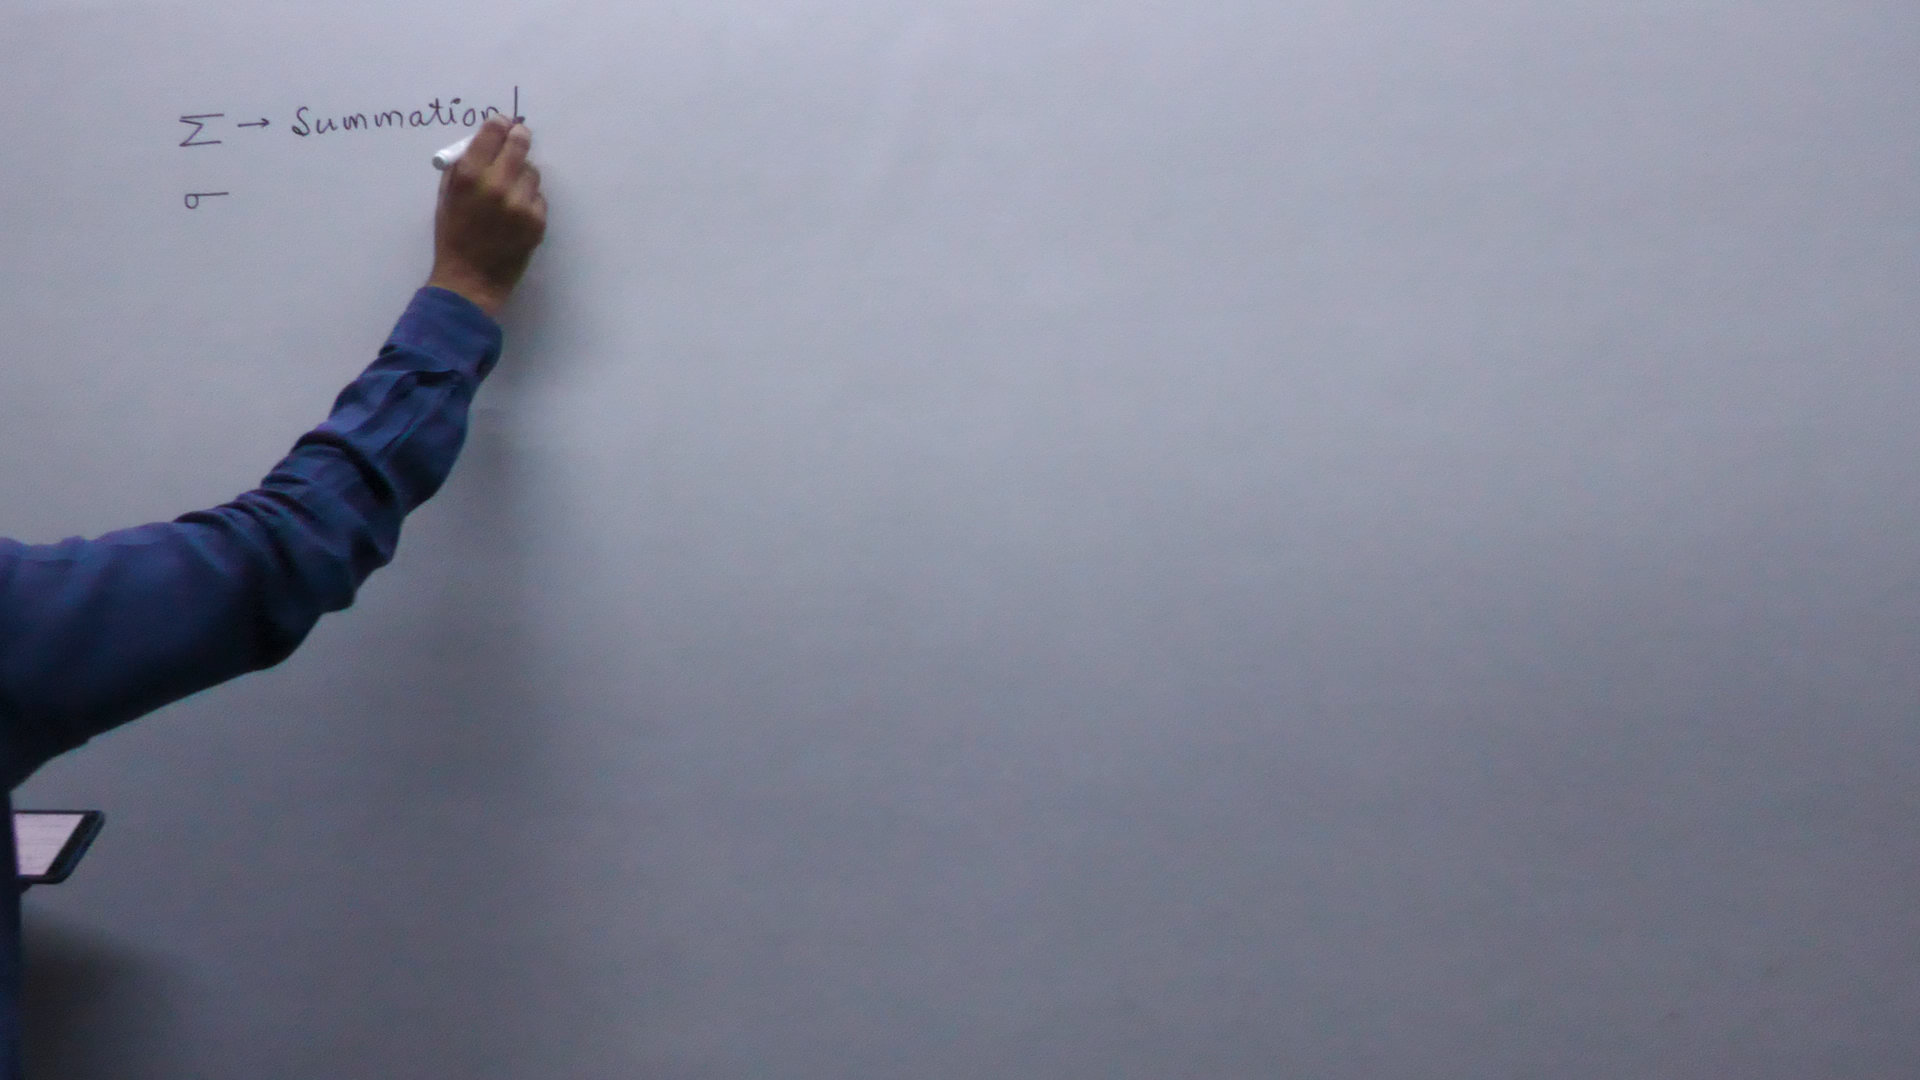 Σ → Summation
σ